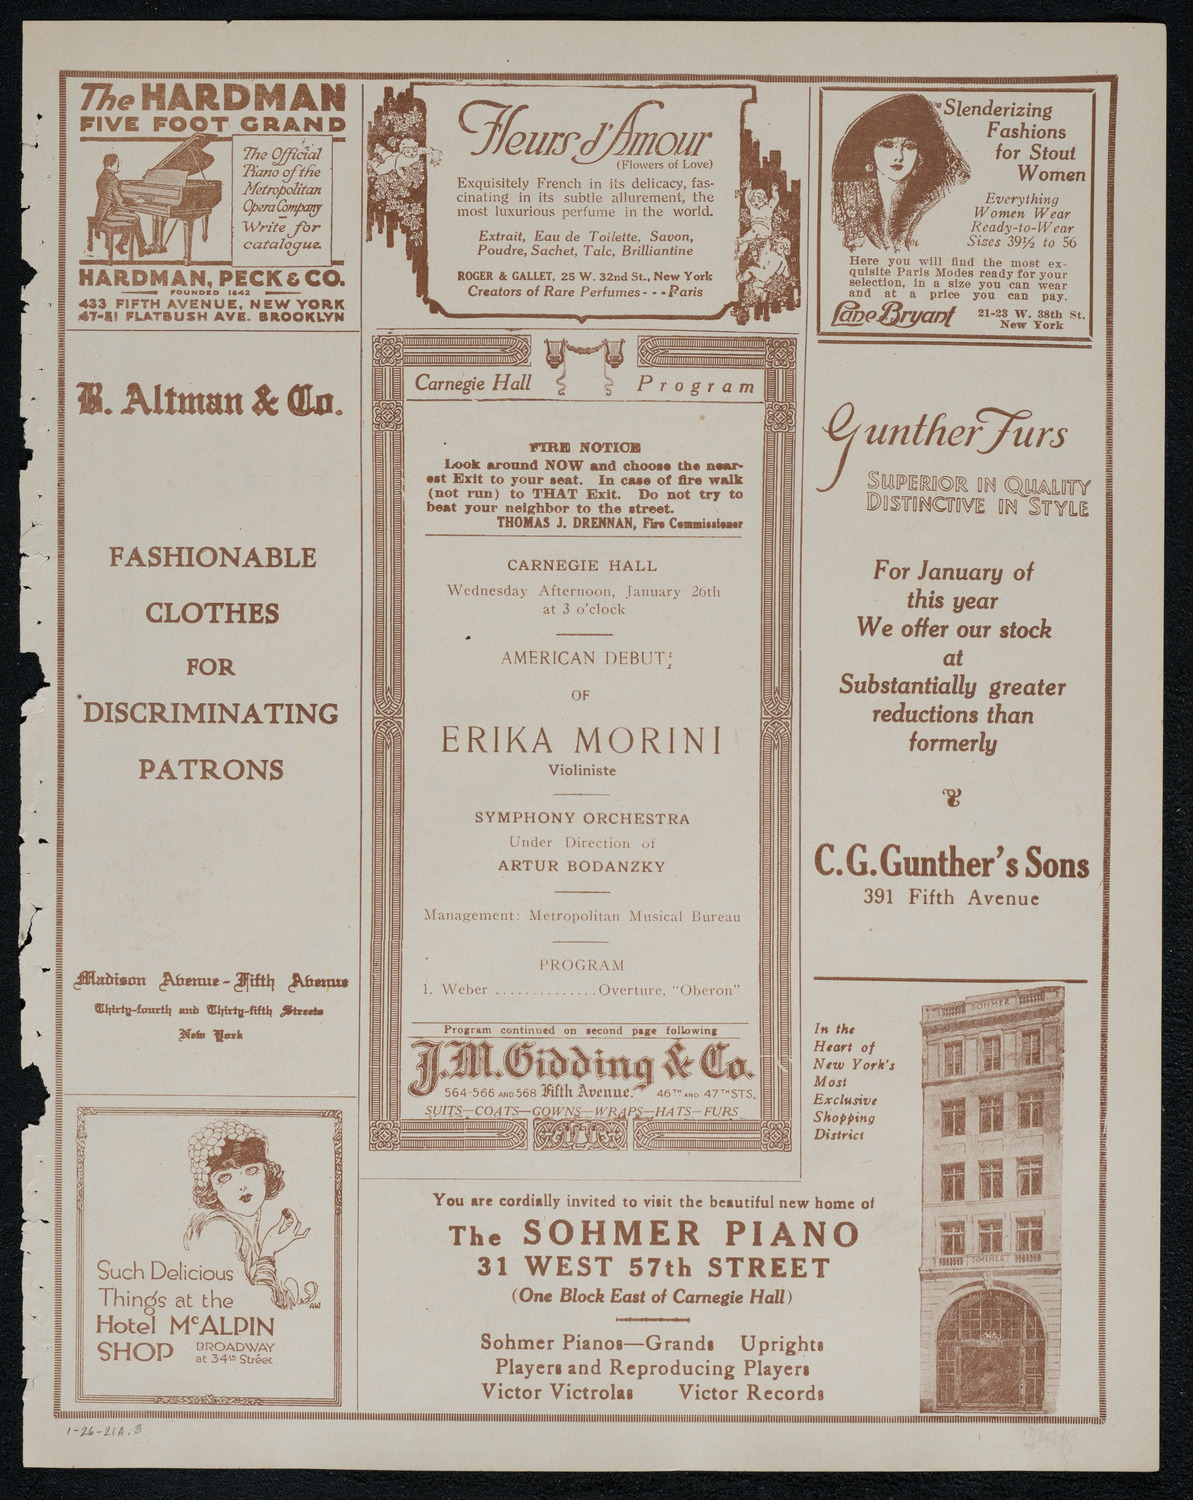 The HARDMAN
FIVE FOOT GRAND
The Official
Piano of the
Metropolitan
Opera Company
Write for
catalogue.
HARDMAN, PECK & CO.
FOUNDED 1842
433 FIFTH AVENUE, NEW YORK
47-51 FLATBUSH AVE. BROOKLYN
Fleurs d'Amour
(Flowers of Love)
Exquisitely French in its delicacy, fas-
cinating in its subtle allurement, the
most luxurious perfume in the world.
Extrait, Eau de Toilette, Savon,
Poudre, Sachet, Talc, Brilliantine
ROGER & GALLET, 25 W. 32nd St., New York
Creators of Rare Perfumes - - - Paris
Slenderizing
Fashions
for Stout
Women
Everything
Women Wear
Ready-to-Wear
Sizes 39½ to 56
Here you will find the most ex-
quisite Paris Modes ready for your
selection, in a size you can wear
and at a price you can pay.
Lane Bryant
21-23 W. 38th St.
New York
B. Altman & Co.
FASHIONABLE
CLOTHES
FOR
DISCRIMINATING
PATRONS
Madison Avenue - Fifth Avenue
Thirty-fourth and Thirty-fifth Streets
New York
Such Delicious
Things at the
Hotel McALPIN
SHOP
BROADWAY
at 34th Street
AW
Carnegie Hall Program
FIRE NOTICE
Look around NOW and choose the near-
est Exit to your seat. In case of fire walk
(not run) to THAT Exit. Do not try to
beat your neighbor to the street.
THOMAS J. DRENNAN, Fire Commissioner
CARNEGIE HALL
Wednesday Afternoon, January 26th
at 3 o'clock
AMERICAN DEBUT;
OF
ERIKA MORINI
Violiniste
SYMPHONY ORCHESTRA
Under Direction of
ARTUR BODANZKY
Management: Metropolitan Musical Bureau
PROGRAM
1. Weber ..............Overture, "Oberon"
Program continued on second page following
J.M. Gidding & Co.
564-566 AND 568 Fifth Avenue. 46TH AND 47TH STS.
SUITS—COATS—GOWNS—WRAPS—HATS—FURS
Gunther Furs
SUPERIOR IN QUALITY
DISTINCTIVE IN STYLE
For January of
this year
We offer our stock
at
Substantially greater
reductions than
formerly
C.G. Gunther's Sons
391 Fifth Avenue
In the
Heart of
New York's
Most
Exclusive
Shopping
District
SOHMER
SOHMER
You are cordially invited to visit the beautiful new home of
The SOHMER PIANO
31 WEST 57th STREET
(One Block East of Carnegie Hall)
Sohmer Pianos—Grands Uprights
Players and Reproducing Players
Victor Victrolas Victor Records
1-26-21A.3